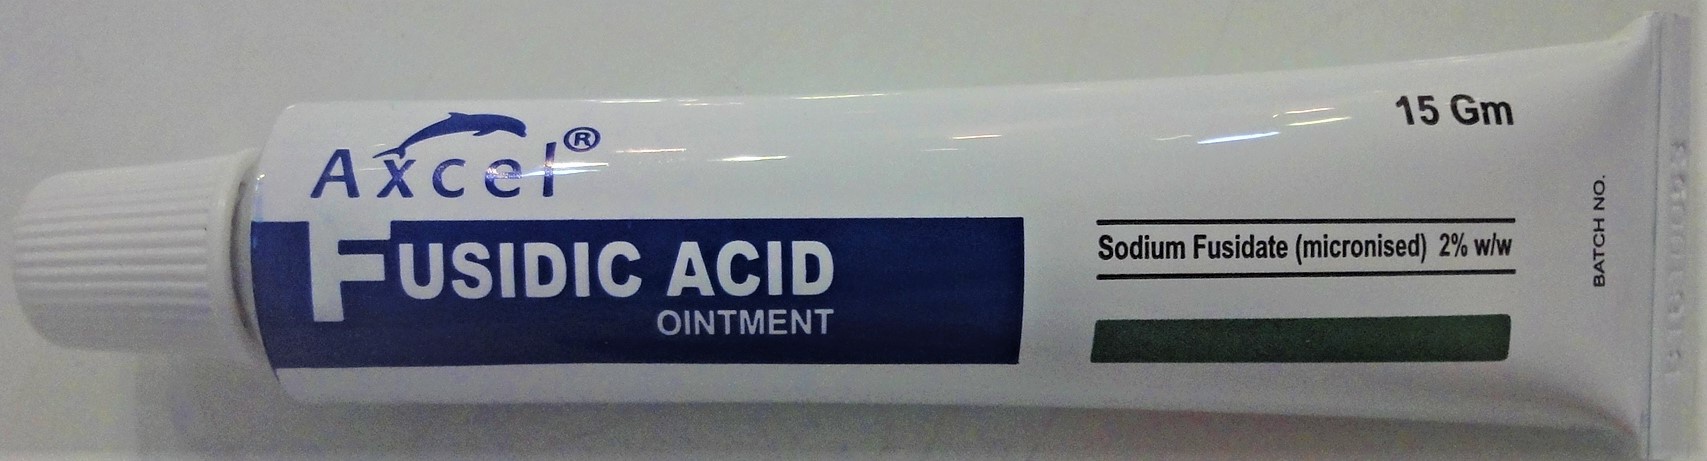 Axcel®
FUSIDIC ACID
OINTMENT
15 Gm
Sodium Fusidate (micronised) 2% w/w
BATCH NO.